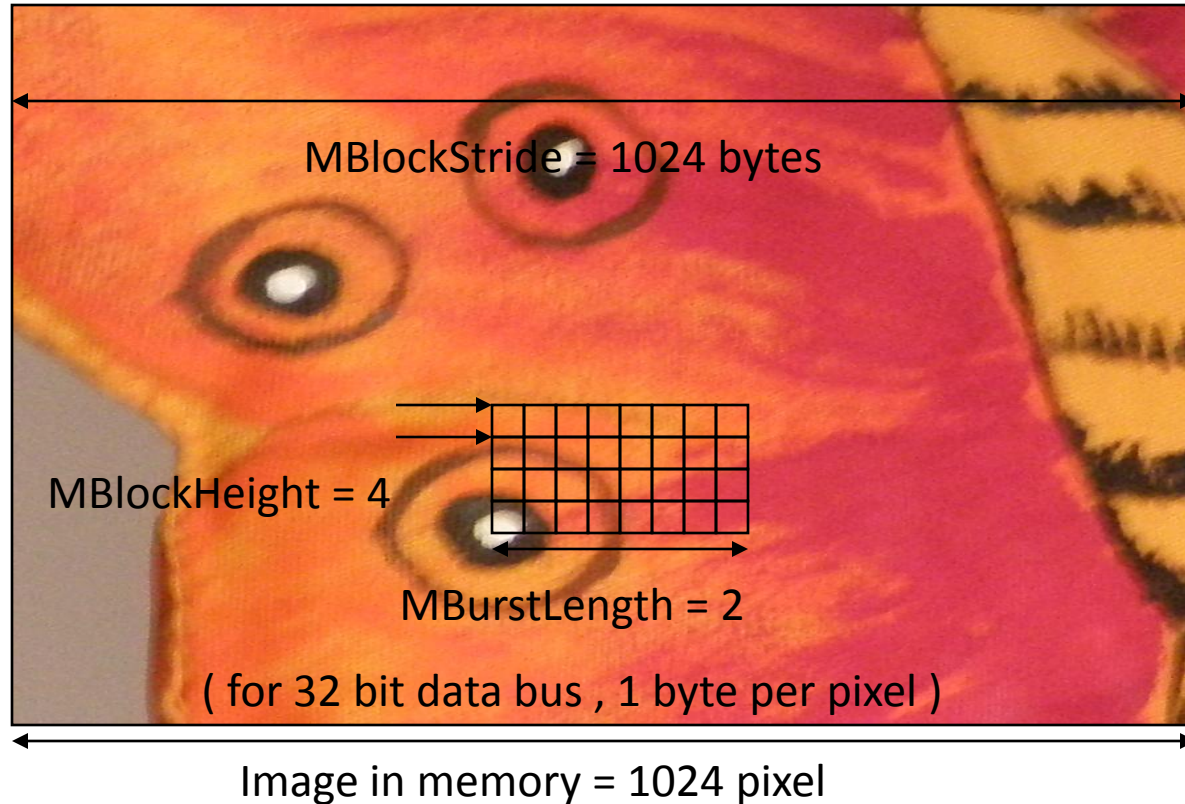 MBlockStride = 1024 bytes
MBlockHeight = 4
MBurstLength = 2
( for 32 bit data bus , 1 byte per pixel )
Image in memory = 1024 pixel